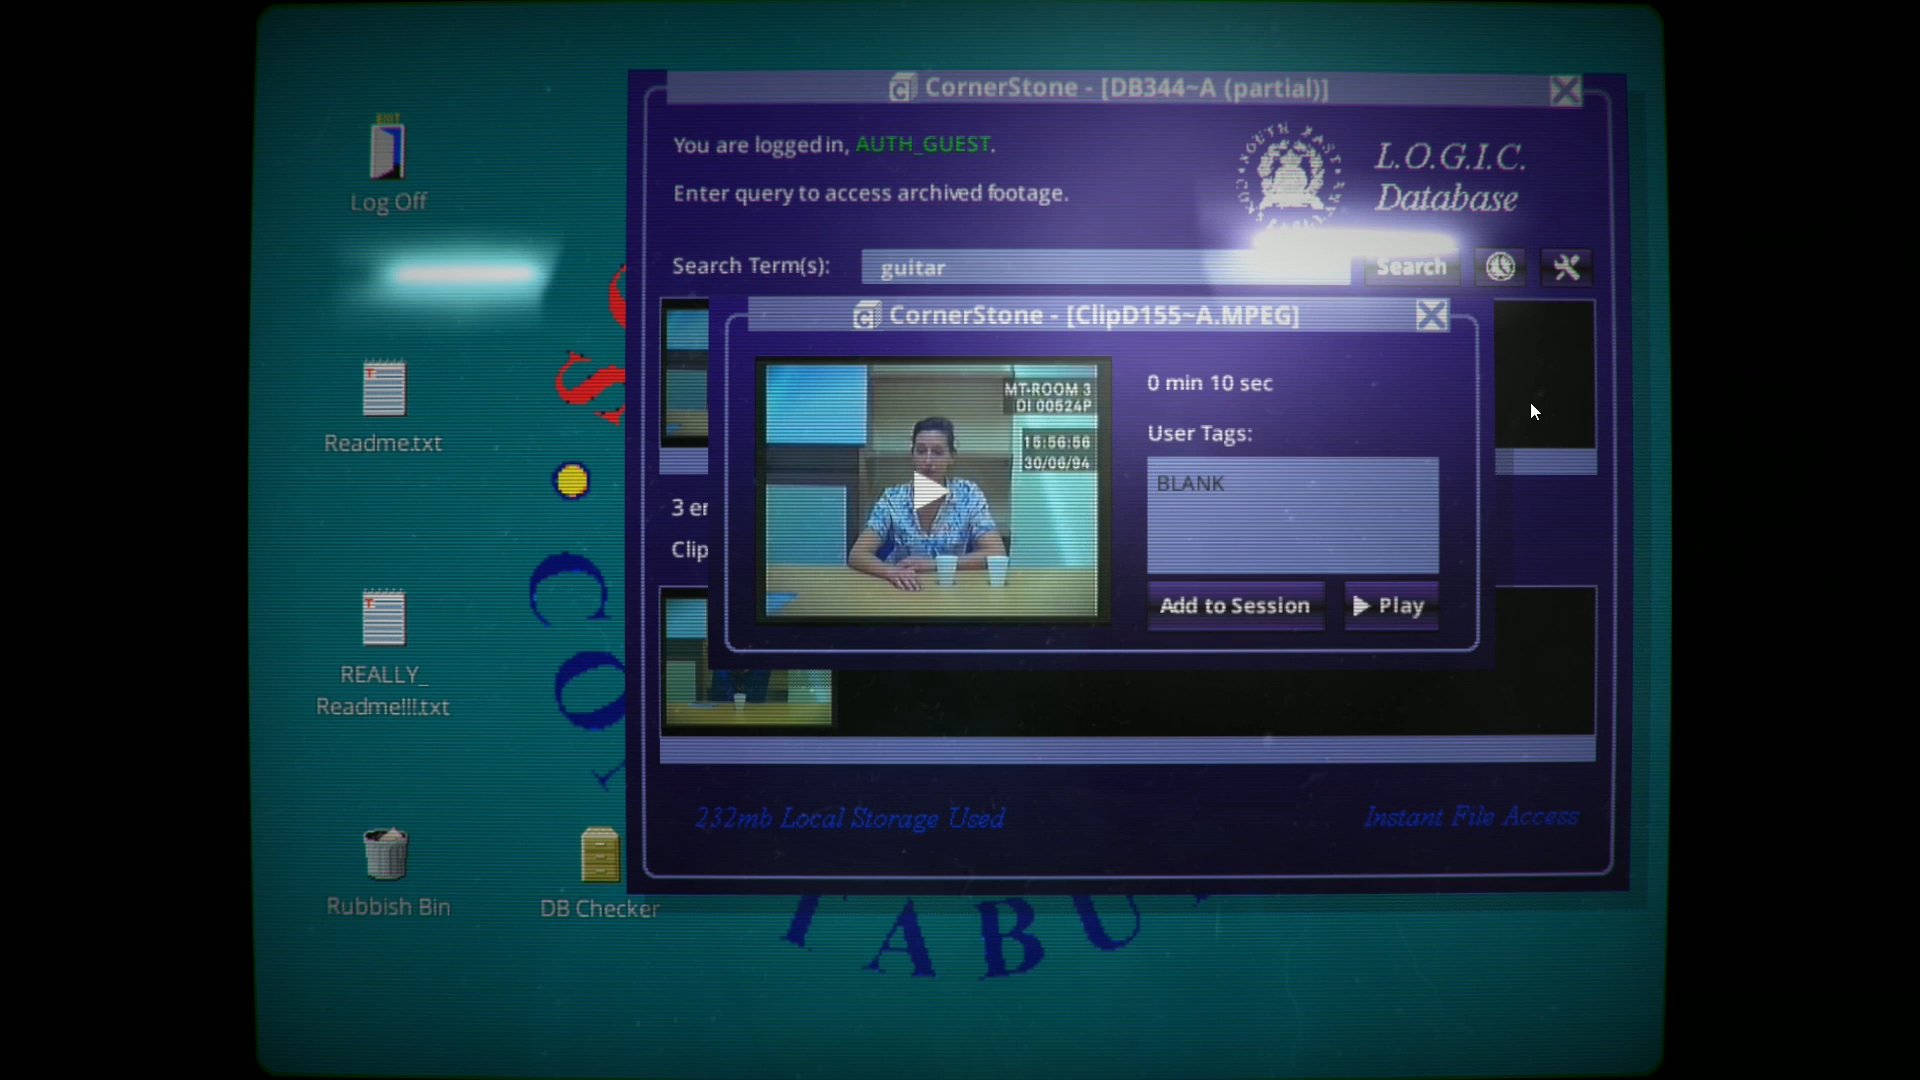 CornerStone - [DB344~A (partial)]
You are logged in, AUTH_GUEST.
Enter query to access archived footage.
L.O.G.I.C.
Database
Search Term(s):
guitar
Search
CornerStone - [ClipD155~A.MPEG]
MT-ROOM 3
DI 00524P
15:56:56
30/06/94
0 min 10 sec
User Tags:
BLANK
Add to Session
Play
3 en
Clip
232mb Local Storage Used
Instant File Access
EXIT
Log Off
Readme.txt
REALLY_
Readme!!!.txt
Rubbish Bin
DB Checker
S
CO
TABU